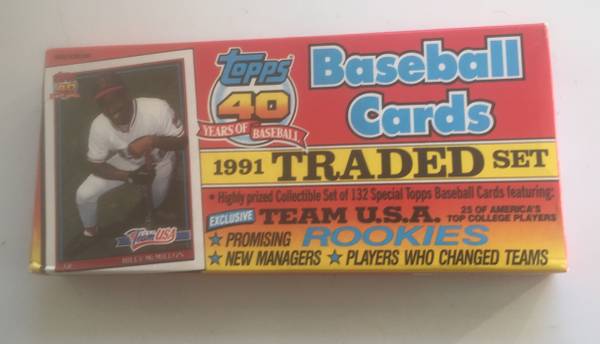 topps
40
YEARS OF BASEBALL
Baseball
Cards
1991 TRADED SET
• Highly prized Collectible Set of 132 Special Topps Baseball Cards featuring:
EXCLUSIVE TEAM U.S.A. 25 OF AMERICA'S
TOP COLLEGE PLAYERS
★ PROMISING ROOKIES
★ NEW MANAGERS ★ PLAYERS WHO CHANGED TEAMS
TEAM USA
BILLY McMILLON